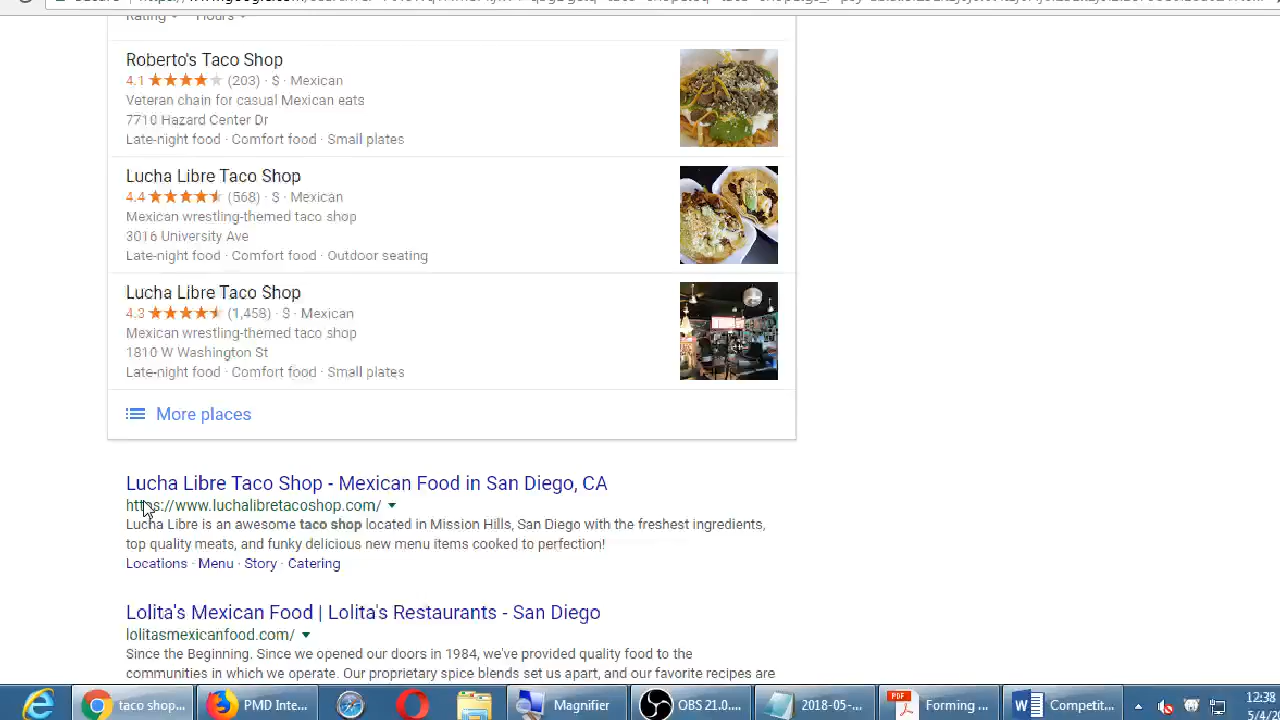 Rating Hours
Roberto's Taco Shop
4.1 (203) · $ · Mexican
Veteran chain for casual Mexican eats
7710 Hazard Center Dr
Late-night food · Comfort food · Small plates
Lucha Libre Taco Shop
4.4 (568) · $ · Mexican
Mexican wrestling-themed taco shop
3016 University Ave
Late-night food · Comfort food · Outdoor seating
Lucha Libre Taco Shop
4.3 (1,458) · $ · Mexican
Mexican wrestling-themed taco shop
1810 W Washington St
Late-night food · Comfort food · Small plates
More places
Lucha Libre Taco Shop - Mexican Food in San Diego, CA
https://www.luchalibretacoshop.com/
Lucha Libre is an awesome taco shop located in Mission Hills, San Diego with the freshest ingredients,
top quality meats, and funky delicious new menu items cooked to perfection!
Locations · Menu · Story · Catering
Lolita's Mexican Food | Lolita's Restaurants - San Diego
lolitasmexicanfood.com/
Since the Beginning. Since we opened our doors in 1984, we've provided quality food to the
communities in which we operate. Our proprietary spice blends set us apart, and our favorite recipes are
taco shop... PMD Inte... Magnifier OBS 21.0.... 2018-05-... PDF Forming ... Competit... 12:38
5/4/2